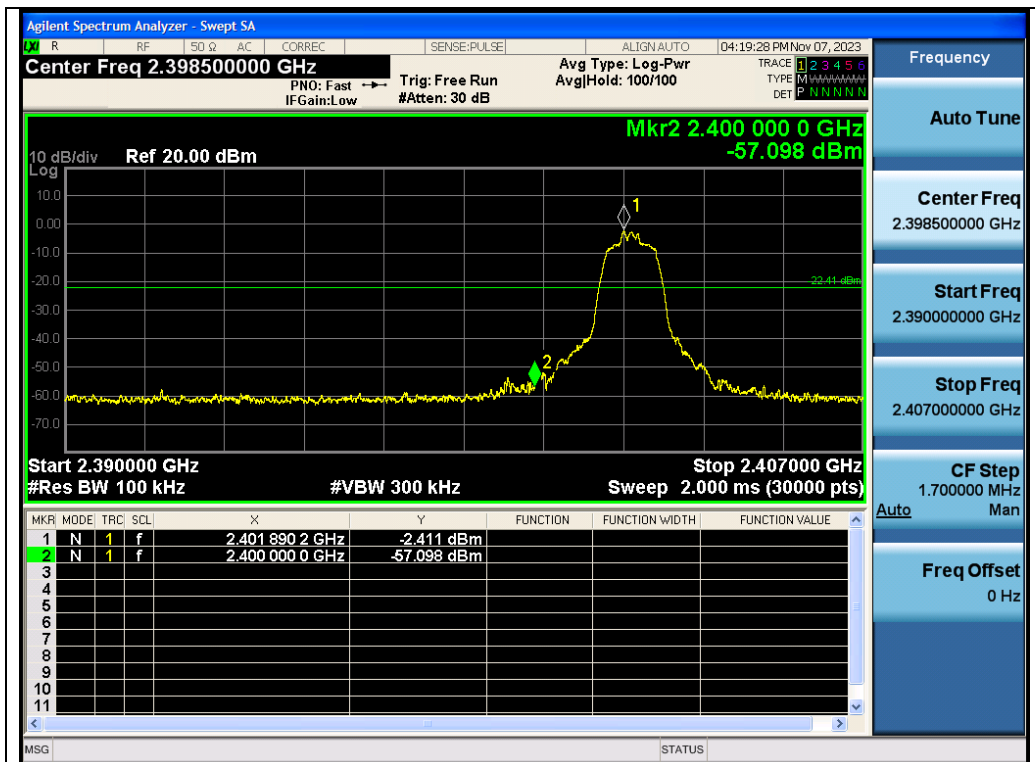 Agilent Spectrum Analyzer - Swept SA
LXI R RF 50 Ω AC CORREC SENSE:PULSE ALIGN AUTO 04:19:28 PM Nov 07, 2023
Center Freq 2.398500000 GHz
PNO: Fast
IFGain:Low
Trig: Free Run
#Atten: 30 dB
Avg Type: Log-Pwr
Avg|Hold: 100/100
TRACE 1 2 3 4 5 6
TYPE M
DET P N N N N N
Mkr2 2.400 000 0 GHz
-57.098 dBm
10 dB/div Ref 20.00 dBm
Log
10.0
0.00
-10.0
-20.0
-30.0
-40.0
-50.0
-60.0
-70.0
1
2
-22.41 dBm
Start 2.390000 GHz Stop 2.407000 GHz
#Res BW 100 kHz #VBW 300 kHz Sweep 2.000 ms (30000 pts)
MKR MODE TRC SCL X Y FUNCTION FUNCTION WIDTH FUNCTION VALUE
1 N 1 f 2.401 890 2 GHz -2.411 dBm
2 N 1 f 2.400 000 0 GHz -57.098 dBm
3
4
5
6
7
8
9
10
11
MSG STATUS
Frequency
Auto Tune
Center Freq
2.398500000 GHz
Start Freq
2.390000000 GHz
Stop Freq
2.407000000 GHz
CF Step
1.700000 MHz
Auto Man
Freq Offset
0 Hz